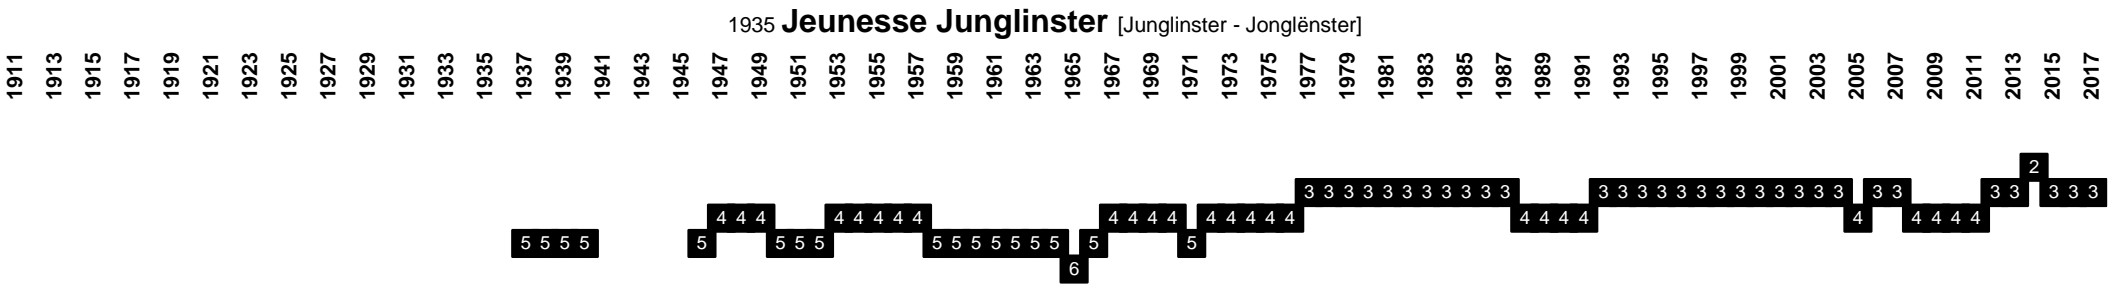 1935 Jeunesse Junglinster [Junglinster - Jonglënster]
1911 1913 1915 1917 1919 1921 1923 1925 1927 1929 1931 1933 1935 1937 1939 1941 1943 1945 1947 1949 1951 1953 1955 1957 1959 1961 1963 1965 1967 1969 1971 1973 1975 1977 1979 1981 1983 1985 1987 1989 1991 1993 1995 1997 1999 2001 2003 2005 2007 2009 2011 2013 2015 2017
2
3 3 3 3 3 3 3 3 3 3 3 3 3 3 3 3 3 3 3 3 3 3 3 3 3 3 3 3 3 3 3
4 4 4 4 4 4 4 4 4 4 4 4 4 4 4 4 4 4 4 4 4 4 4 4 4 4
5 5 5 5 5 5 5 5 5 5 5 5 5 5 5 5 5
6